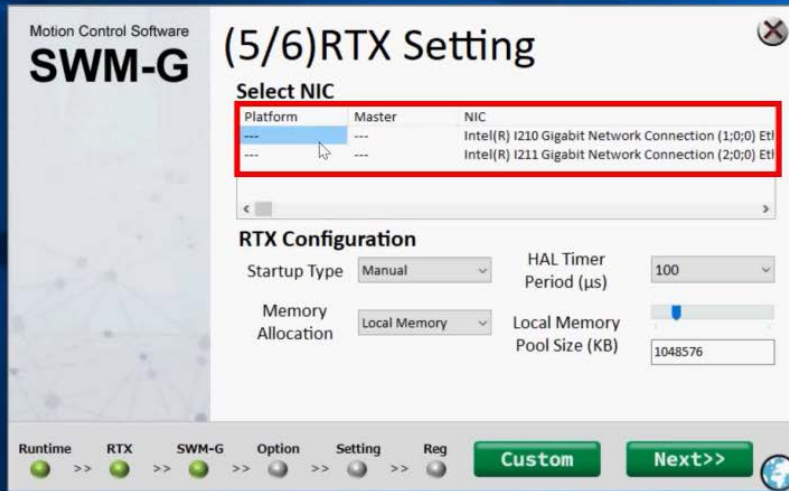 Motion Control Software
SWM-G
(5/6)RTX Setting
Select NIC
Platform Master NIC
--- --- Intel(R) I210 Gigabit Network Connection (1;0;0) Etl
--- --- Intel(R) I211 Gigabit Network Connection (2;0;0) Etl
RTX Configuration
Startup Type Manual
HAL Timer
Period (μs) 100
Memory
Allocation Local Memory
Local Memory
Pool Size (KB) 1048576
Runtime >> RTX >> SWM-G >> Option >> Setting >> Reg
Custom Next>>